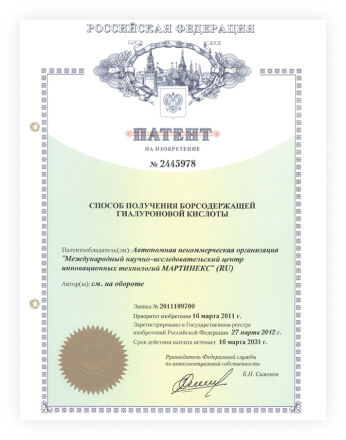 РОССИЙСКАЯ ФЕДЕРАЦИЯ
ПАТЕНТ
НА ИЗОБРЕТЕНИЕ
№ 2445978
СПОСОБ ПОЛУЧЕНИЯ БОРСОДЕРЖАЩЕЙ
ГИАЛУРОНОВОЙ КИСЛОТЫ
Патентообладатель(ли): Автономная некоммерческая организация
"Международный научно-исследовательский центр
инновационных технологий МАРТИНЕКС" (RU)
Автор(ы): см. на обороте
Заявка № 2011109700
Приоритет изобретения 16 марта 2011 г.
Зарегистрировано в Государственном реестре
изобретений Российской Федерации 27 марта 2012 г.
Срок действия патента истекает 16 марта 2031 г.
Руководитель Федеральной службы
по интеллектуальной собственности
Б.П. Симонов